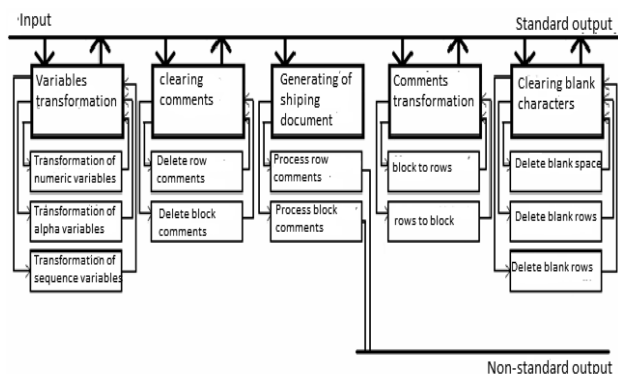 Input
Standard output
Variables
transformation
clearing
comments
Generating of
shiping
document
Comments
transformation
Clearing blank
characters
Transformation of
numeric variables
Delete row
comments
Process row
comments
block to rows
Delete blank space
Transformation of
alpha variables
Delete block
comments
Process block
comments
rows to block
Delete blank rows
Transformation of
sequence variables
Delete blank rows
Non-standard output